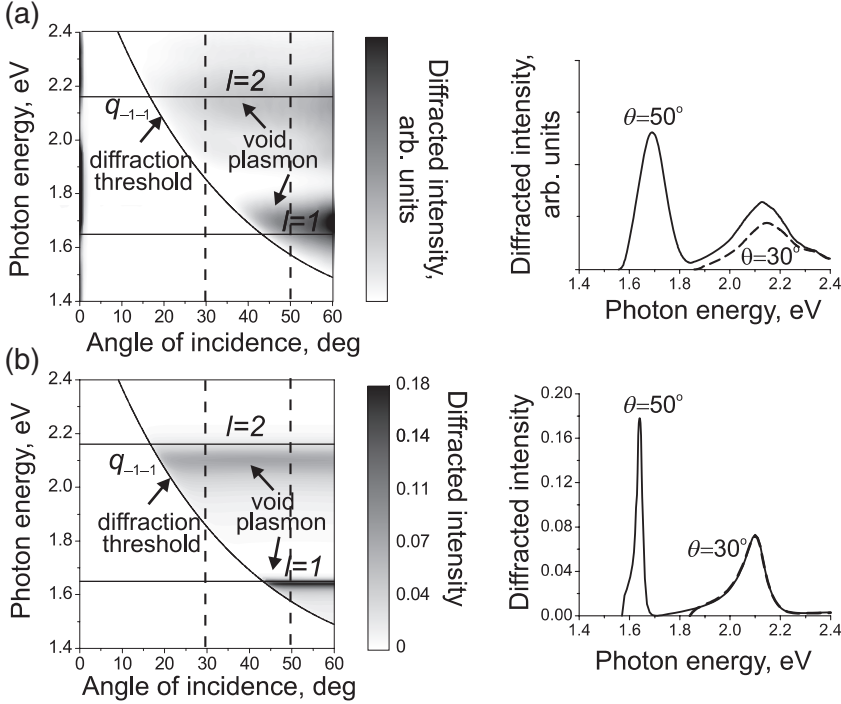 (a)
2.4
2.2
2.0
1.8
1.6
1.4
Photon energy, eV
0 10 20 30 40 50 60
Angle of incidence, deg
l=2
q–1–1
void
plasmon
diffraction
threshold
l=1
Diffracted intensity,
arb. units
Diffracted intensity,
arb. units
θ=50°
θ=30°
1.4 1.6 1.8 2.0 2.2 2.4
Photon energy, eV
(b)
2.4
2.2
2.0
1.8
1.6
1.4
Photon energy, eV
0 10 20 30 40 50 60
Angle of incidence, deg
l=2
q–1–1
void
plasmon
diffraction
threshold
l=1
0.18
0.14
0.11
0.07
0.04
0
Diffracted intensity
Diffracted intensity
0.20
0.16
0.12
0.08
0.04
0.00
θ=50°
θ=30°
1.4 1.6 1.8 2.0 2.2 2.4
Photon energy, eV